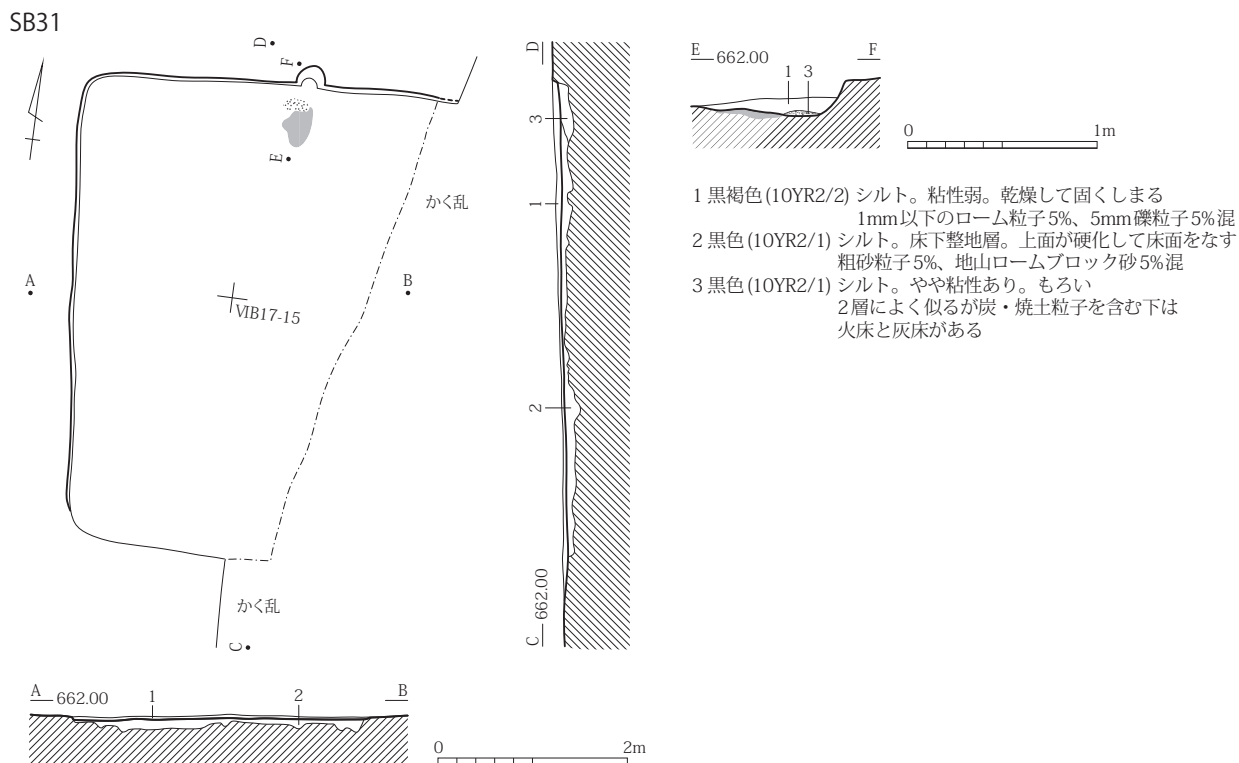 SB31
D
F
E
かく乱
A
B
VIB17-15
かく乱
C
D
3
1
2
C 662.00
E 662.00 F
1 3
0 1m
1 黒褐色(10YR2/2) シルト。粘性弱。乾燥して固くしまる
1mm以下のローム粒子5%、5mm礫粒子5%混
2 黒色(10YR2/1) シルト。床下整地層。上面が硬化して床面をなす
粗砂粒子5%、地山ロームブロック砂5%混
3 黒色(10YR2/1) シルト。やや粘性あり。もろい
2層によく似るが炭・焼土粒子を含む下は
火床と灰床がある
A 662.00 1 2 B
0 2m